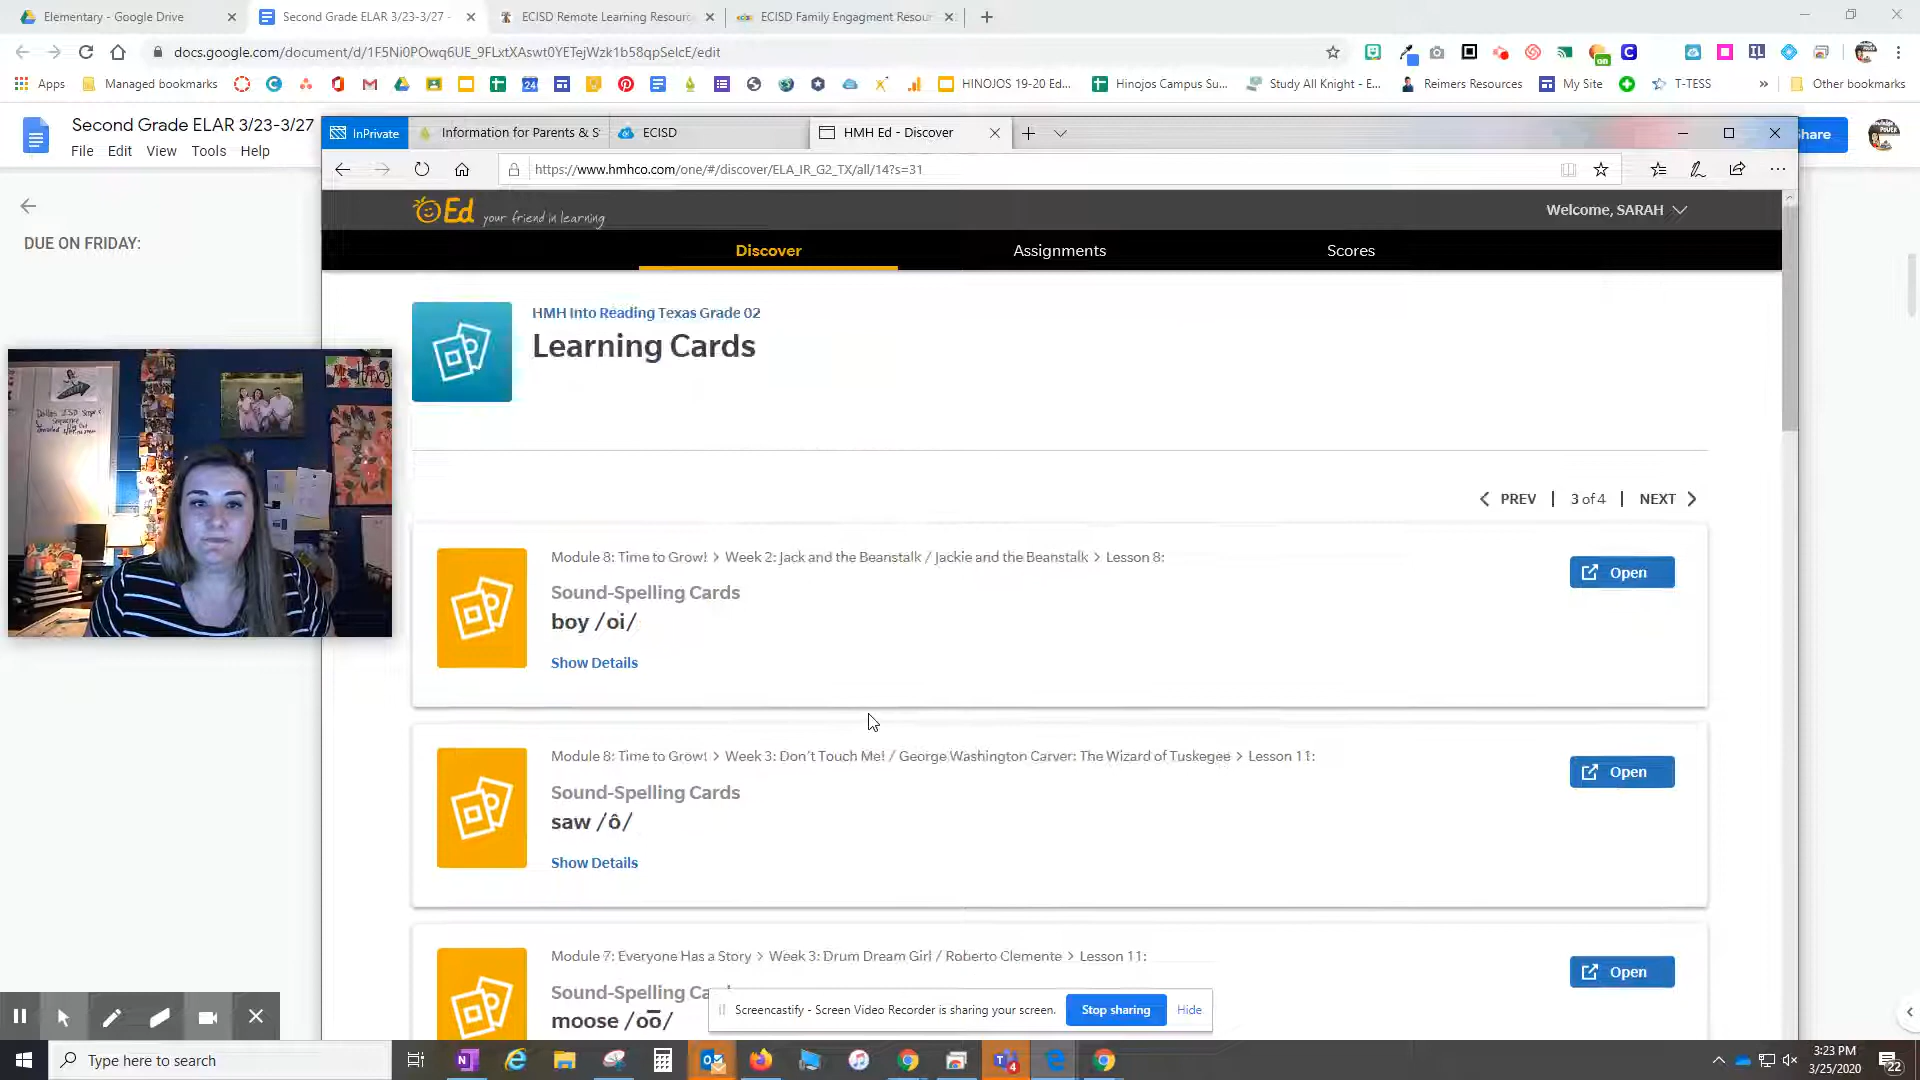 Elementary - Google Drive
Second Grade ELAR 3/23-3/27 -
ECISD Remote Learning Resourc
ECISD Family Engagment Resour
docs.google.com/document/d/1F5Ni0POwq6UE_9FLxtXAswt0YETejWzk1b58qpSelcE/edit
on
Apps
Managed bookmarks
24
HINOJOS 19-20 Ed...
Hinojos Campus Su...
Study All Knight - E...
Reimers Resources
My Site
T-TESS
Other bookmarks
Second Grade ELAR 3/23-3/27
File Edit View Tools Help
Share
DUE ON FRIDAY:
InPrivate
Information for Parents & S
ECISD
HMH Ed - Discover
https://www.hmhco.com/one/#/discover/ELA_IR_G2_TX/all/14?s=31
Ed your friend in learning
Welcome, SARAH
Discover
Assignments
Scores
HMH Into Reading Texas Grade 02
Learning Cards
PREV | 3 of 4 | NEXT
Module 8: Time to Grow! > Week 2: Jack and the Beanstalk / Jackie and the Beanstalk > Lesson 8:
Sound-Spelling Cards
boy /oi/
Show Details
Open
Module 8: Time to Grow! > Week 3: Don't Touch Me! / George Washington Carver: The Wizard of Tuskegee > Lesson 11:
Sound-Spelling Cards
saw /ô/
Show Details
Open
Module 7: Everyone Has a Story > Week 3: Drum Dream Girl / Roberto Clemente > Lesson 11:
Sound-Spelling Ca
moose /o͞o/
Open
Screencastify - Screen Video Recorder is sharing your screen.
Stop sharing
Hide
Type here to search
4
3:23 PM
3/25/2020
22